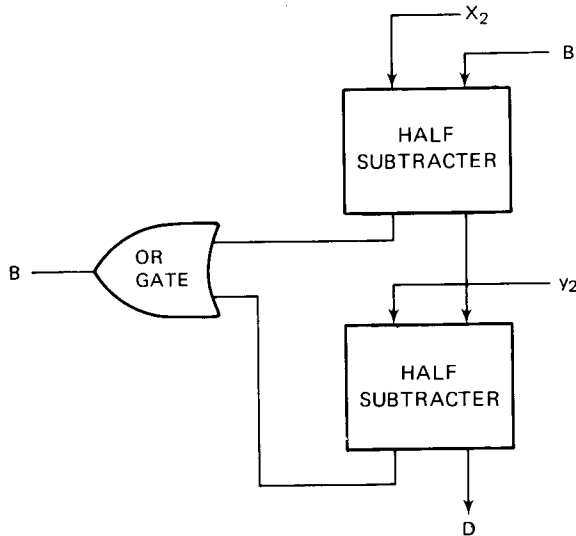 X2
B
HALF
SUBTRACTER
OR
GATE
B
y2
HALF
SUBTRACTER
D